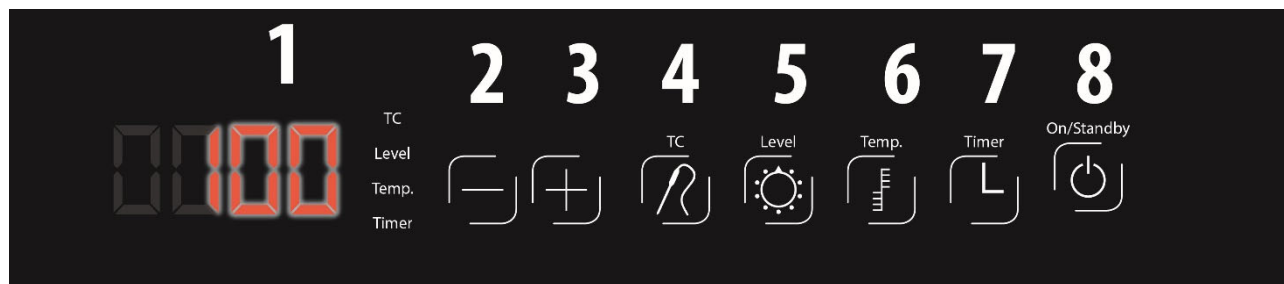 1 2 3 4 5 6 7 8
100
TC
Level
Temp.
Timer
TC Level Temp. Timer On/Standby